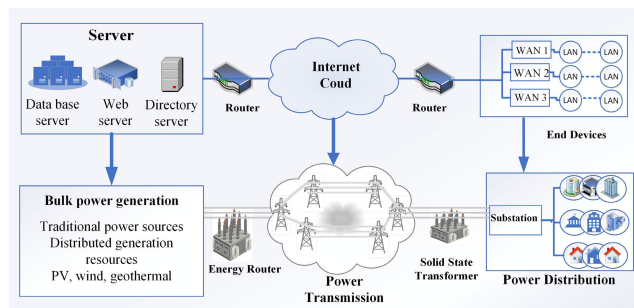 Server
Data base
server
Web
server
Directory
server
Router
Internet
Coud
Router
WAN 1
LAN
LAN
WAN 2
LAN
LAN
WAN 3
LAN
LAN
End Devices
Bulk power generation
Traditional power sources
Distributed generation
resources
PV, wind, geothermal
Energy Router
Power
Transmission
Solid State
Transformer
Substation
Power Distribution